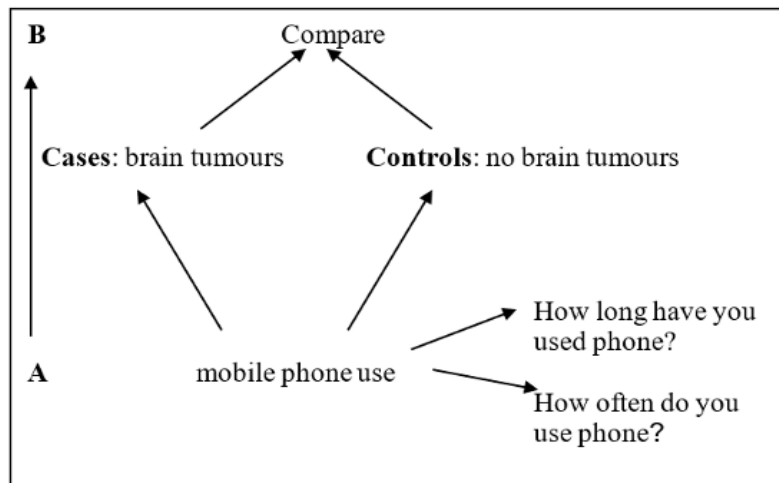 B
Compare
Cases: brain tumours
Controls: no brain tumours
How long have you
used phone?
A
mobile phone use
How often do you
use phone?